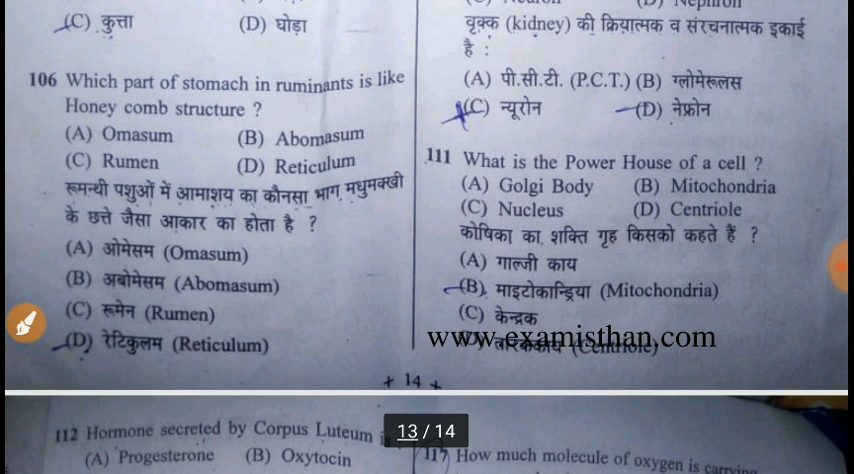 (C) कुत्ता (D) घोड़ा
106 Which part of stomach in ruminants is like
Honey comb structure ?
(A) Omasum (B) Abomasum
(C) Rumen (D) Reticulum
रूमन्थी पशुओं में आमाशय का कौनसा भाग मधुमक्खी
के छत्ते जैसा आकार का होता है ?
(A) ओमेसम (Omasum)
(B) अबोमेसम (Abomasum)
(C) रूमेन (Rumen)
(D) रेटिकुलम (Reticulum)
(D) Nephron
वृक्क (kidney) की क्रियात्मक व संरचनात्मक इकाई
है :
(A) पी.सी.टी. (P.C.T.) (B) ग्लोमेरूलस
(C) न्यूरोन (D) नेफ्रोन
111 What is the Power House of a cell ?
(A) Golgi Body (B) Mitochondria
(C) Nucleus (D) Centriole
कोषिका का शक्ति गृह किसको कहते हैं ?
(A) गाल्जी काय
(B) माइटोकान्ड्रिया (Mitochondria)
(C) केन्द्रक
www.examisthan.com
(Centriole)
+ 14 +
13 / 14
112 Hormone secreted by Corpus Luteum
(A) Progesterone (B) Oxytocin
117 How much molecule of oxygen is